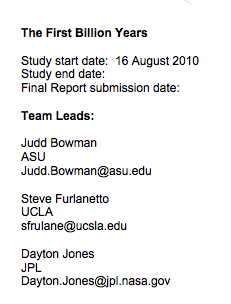 The First Billion Years
Study start date:  16 August 2010
Study end date:
Final Report submission date:
Team Leads:
Judd Bowman
ASU
Judd.Bowman@asu.edu
Steve Furlanetto
UCLA
sfrulane@ucsla.edu
Dayton Jones
JPL
Dayton.Jones@jpl.nasa.gov